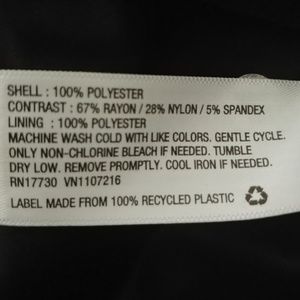 SHELL : 100% POLYESTER
CONTRAST : 67% RAYON / 28% NYLON / 5% SPANDEX
LINING : 100% POLYESTER
MACHINE WASH COLD WITH LIKE COLORS. GENTLE CYCLE.
ONLY NON-CHLORINE BLEACH IF NEEDED. TUMBLE
DRY LOW. REMOVE PROMPTLY. COOL IRON IF NEEDED.
RN17730 VN1107216
LABEL MADE FROM 100% RECYCLED PLASTIC